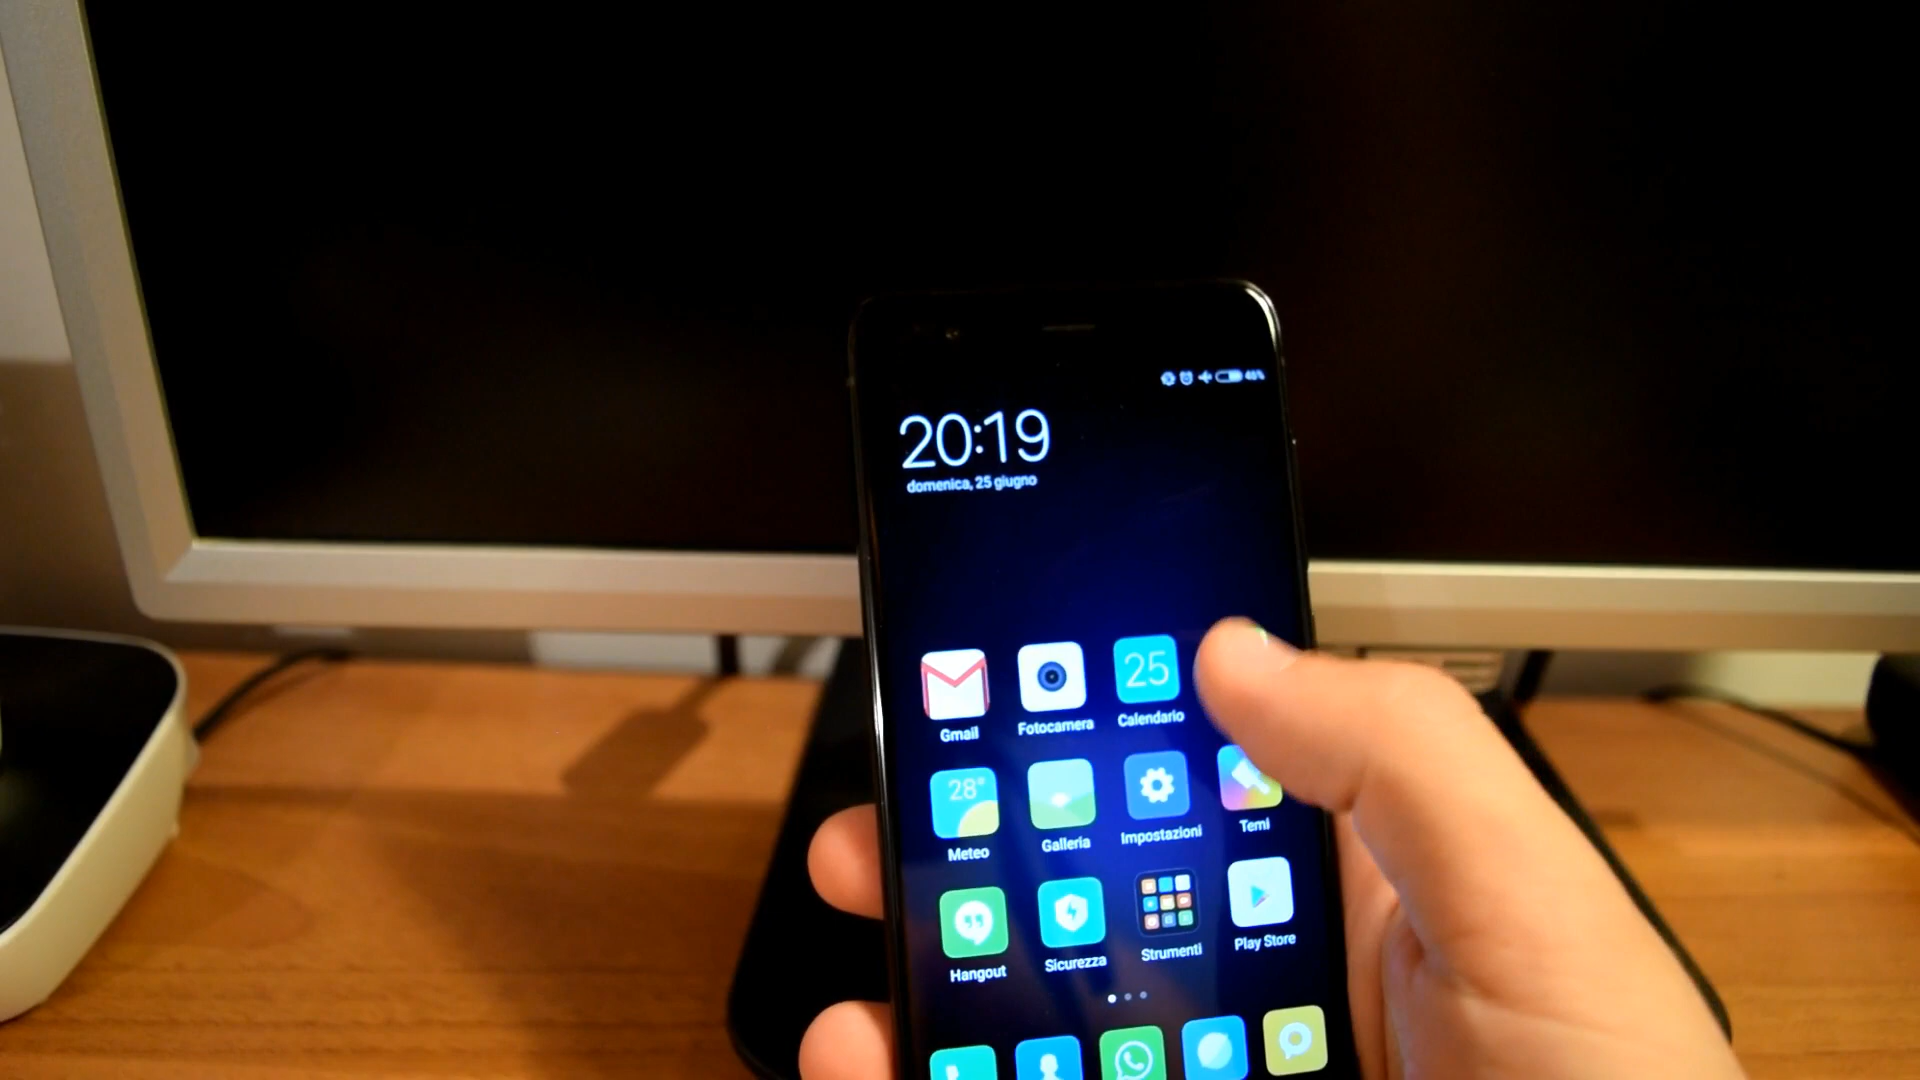 46%
20:19
domenica, 25 giugno
25
Gmail
Fotocamera
Calendario
28°
Meteo
Galleria
Impostazioni
Temi
Hangout
Sicurezza
Strumenti
Play Store